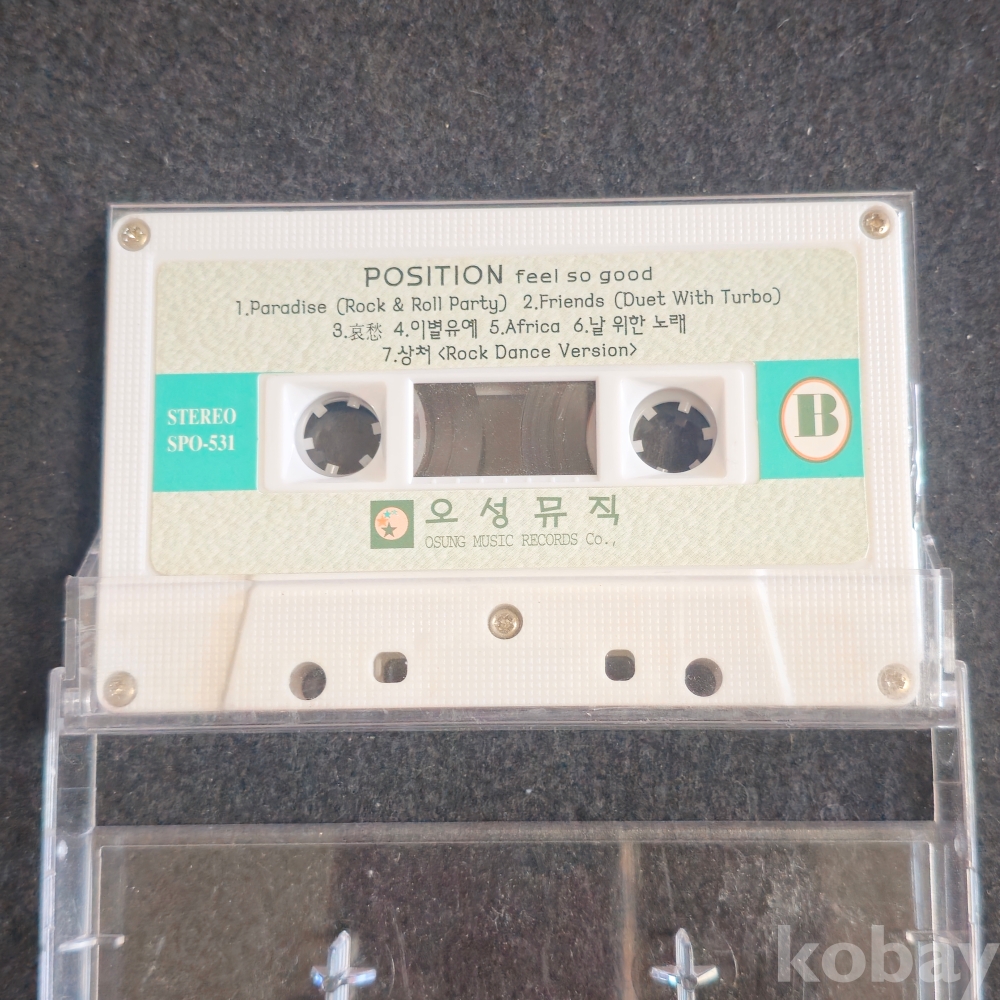 POSITION feel so good
1.Paradise (Rock & Roll Party) 2.Friends (Duet With Turbo)
3.哀愁 4.이별유예 5.Africa 6.날 위한 노래
7.상처 <Rock Dance Version>
STEREO
SPO-531
B
오성뮤직
OSUNG MUSIC RECORDS Co.,
kobay